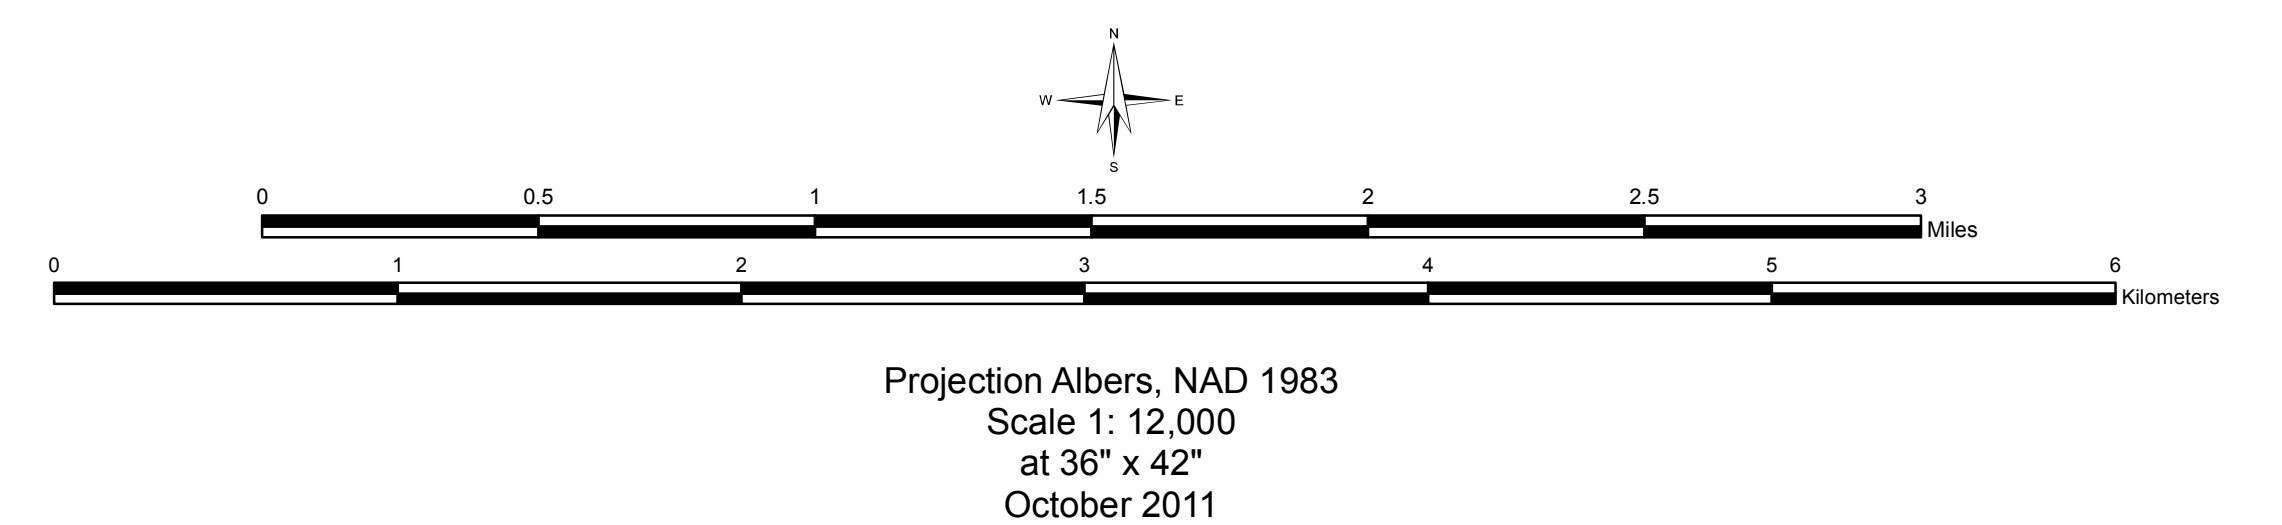 N
W E
S
0 0.5 1 1.5 2 2.5 3
Miles
0 1 2 3 4 5 6
Kilometers
Projection Albers, NAD 1983
Scale 1: 12,000
at 36" x 42"
October 2011